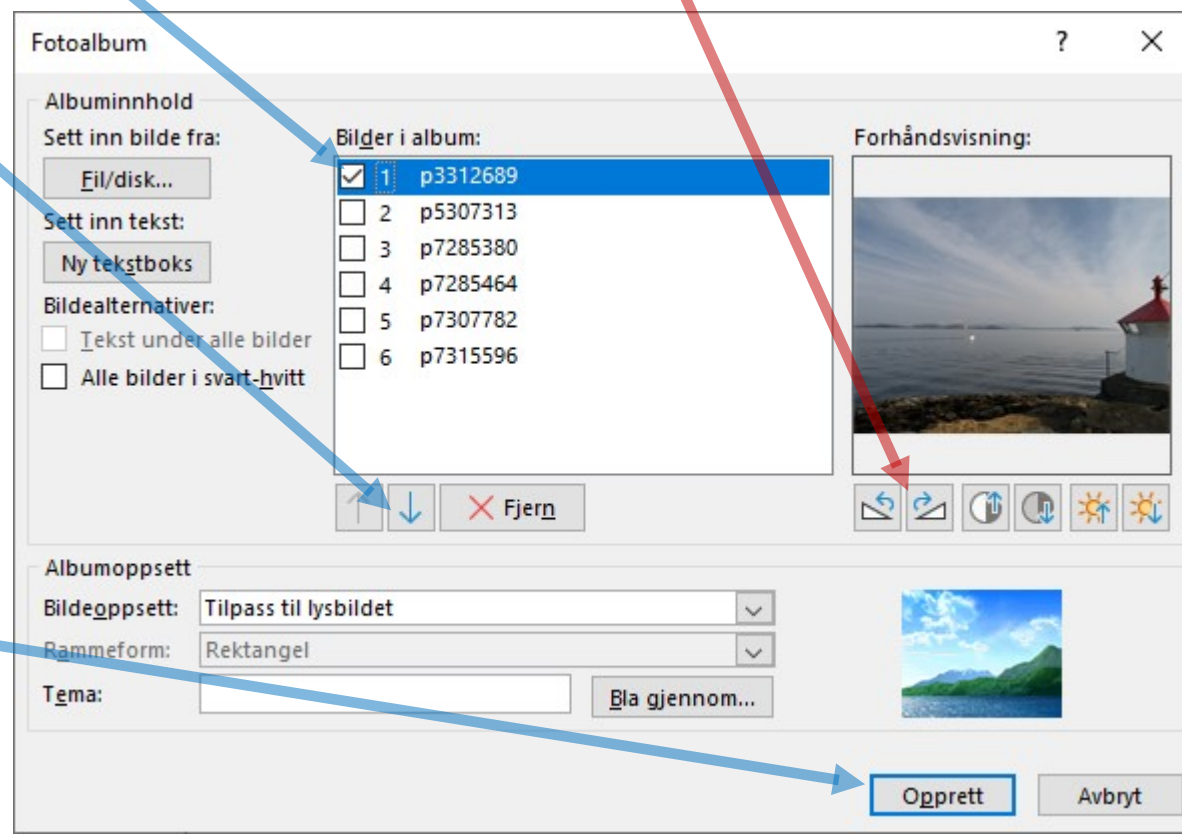 Fotoalbum ?
Albuminnhold
Sett inn bilde fra:
Fil/disk...
Sett inn tekst:
Ny tekstboks
Bildealternativer:
Tekst under alle bilder
Alle bilder i svart-hvitt
Bilder i album:
1 p3312689
2 p5307313
3 p7285380
4 p7285464
5 p7307782
6 p7315596
Fjern
Forhåndsvisning:
Albumoppsett
Bildeoppsett: Tilpass til lysbildet
Rammeform: Rektangel
Tema:
Bla gjennom...
Opprett Avbryt